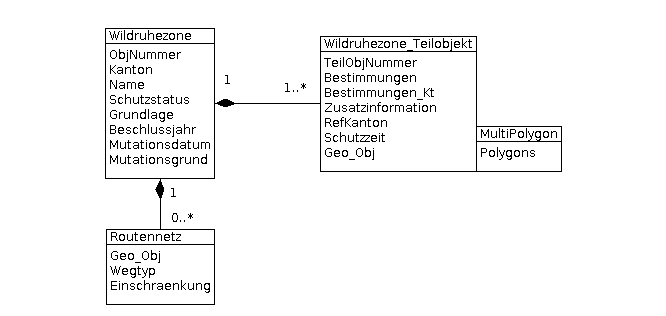 Wildruhezone
ObjNummer
Kanton
Name
Schutzstatus
Grundlage
Beschlussjahr
Mutationsdatum
Mutationsgrund
1
1..*
Wildruhezone_Teilobjekt
TeilObjNummer
Bestimmungen
Bestimmungen_Kt
Zusatzinformation
RefKanton
Schutzzeit
Geo_Obj
MultiPolygon
Polygons
1
0..*
Routennetz
Geo_Obj
Wegtyp
Einschraenkung